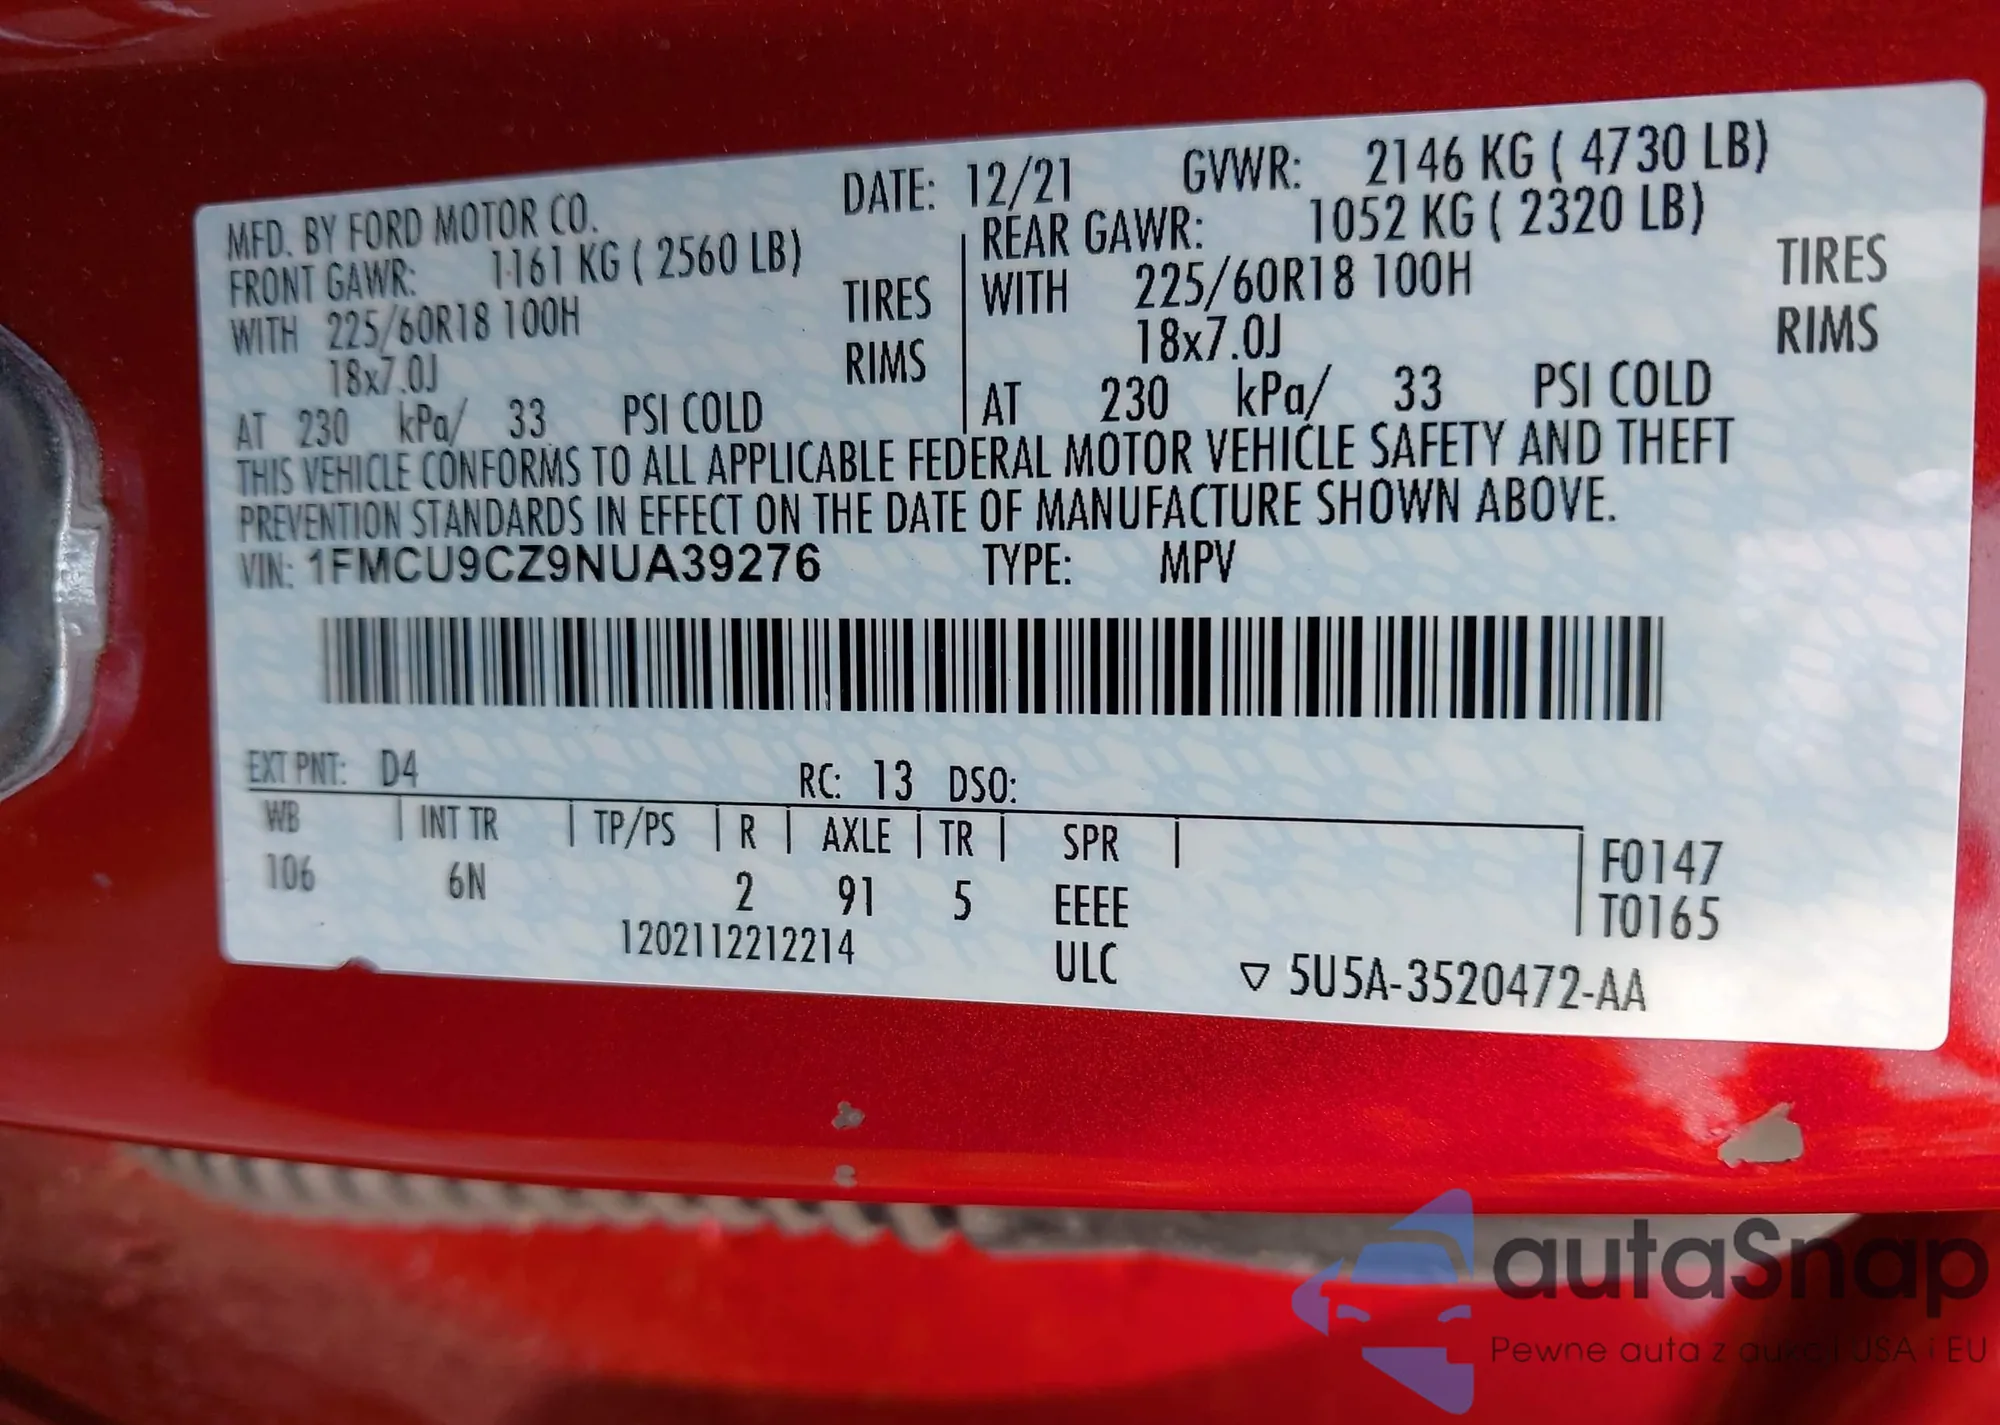 MFD. BY FORD MOTOR CO. DATE: 12/21 GVWR: 2146 KG ( 4730 LB)
FRONT GAWR: 1161 KG ( 2560 LB) REAR GAWR: 1052 KG ( 2320 LB)
WITH 225/60R18 100H TIRES WITH 225/60R18 100H TIRES
18x7.0J RIMS 18x7.0J RIMS
AT 230 kPa/ 33 PSI COLD AT 230 kPa/ 33 PSI COLD
THIS VEHICLE CONFORMS TO ALL APPLICABLE FEDERAL MOTOR VEHICLE SAFETY AND THEFT
PREVENTION STANDARDS IN EFFECT ON THE DATE OF MANUFACTURE SHOWN ABOVE.
VIN: 1FMCU9CZ9NUA39276 TYPE: MPV
EXT PNT: D4 RC: 13 DSO:
WB INT TR TP/PS R AXLE TR SPR F0147
106 6N 2 91 5 EEEE T0165
1202112212214 ULC ▽ 5U5A-3520472-AA
autaSnap
Pewne auta z aukcji USA i EU